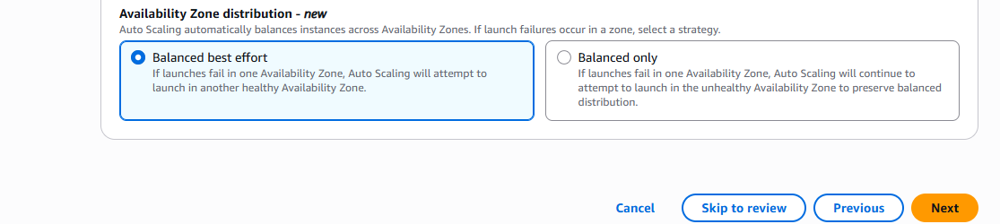 Availability Zone distribution - new
Auto Scaling automatically balances instances across Availability Zones. If launch failures occur in a zone, select a strategy.
Balanced best effort
If launches fail in one Availability Zone, Auto Scaling will attempt to
launch in another healthy Availability Zone.
Balanced only
If launches fail in one Availability Zone, Auto Scaling will continue to
attempt to launch in the unhealthy Availability Zone to preserve balanced
distribution.
Cancel
Skip to review
Previous
Next